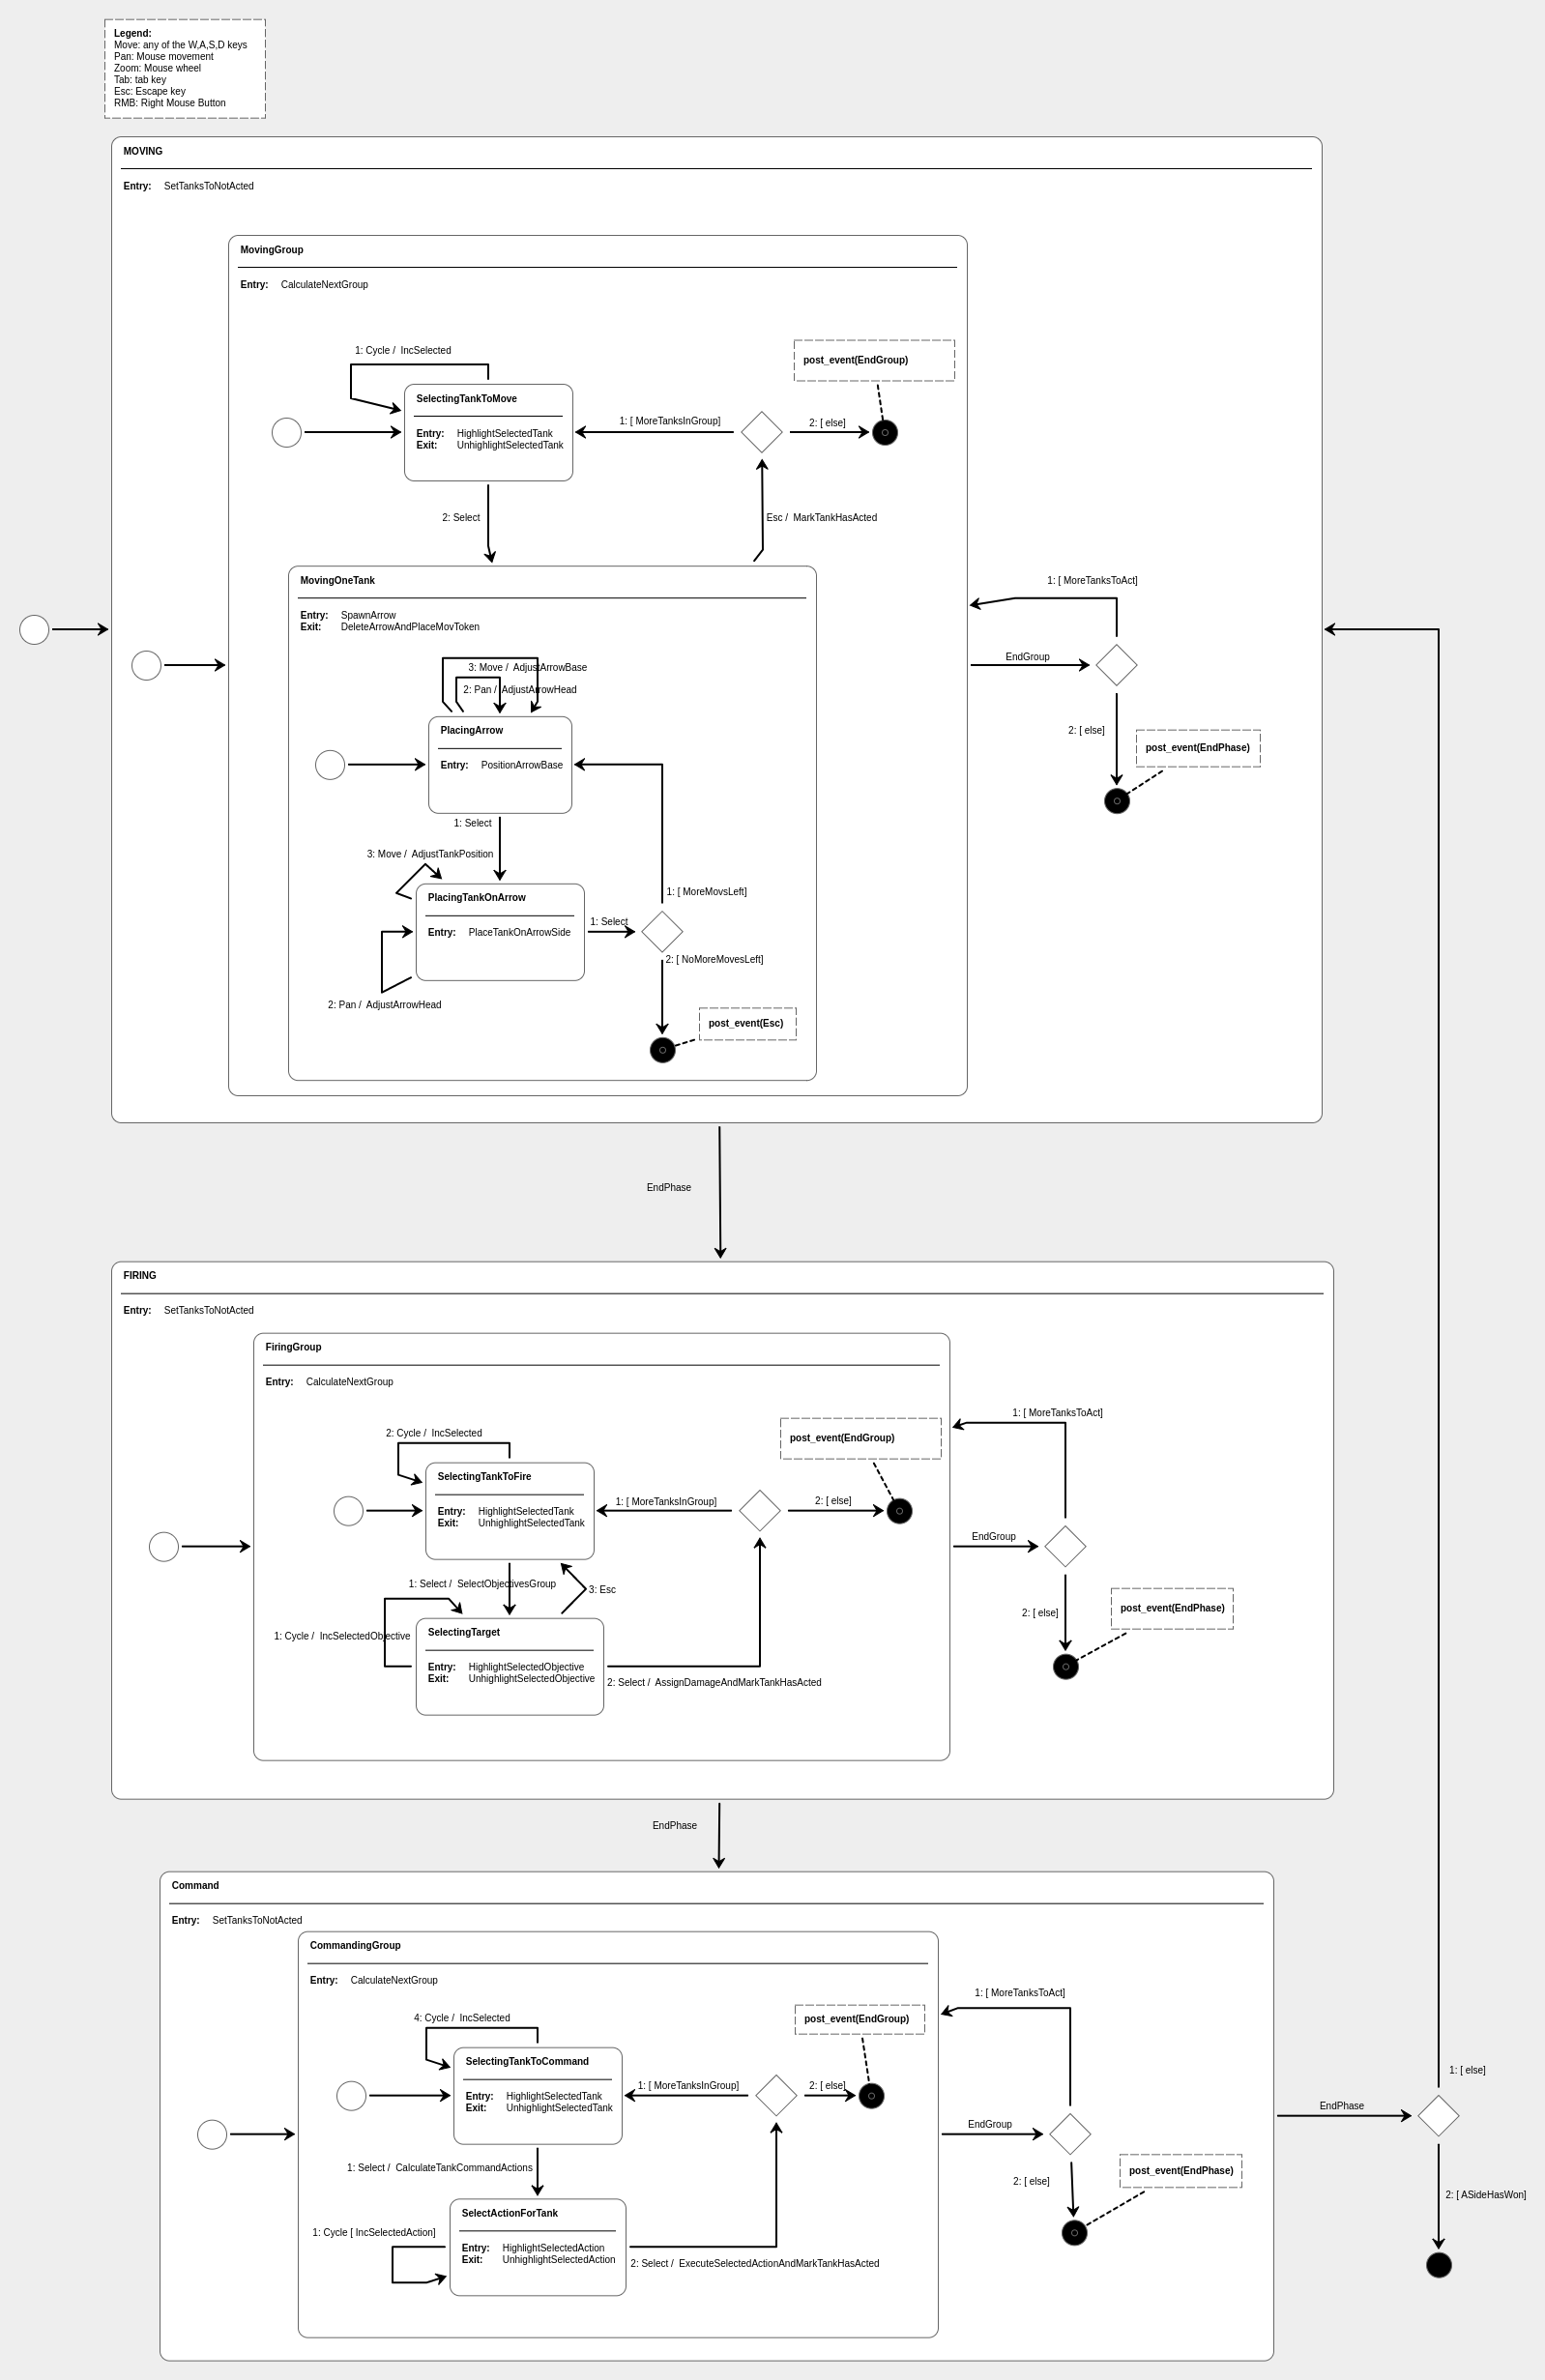 Legend:
Move: any of the W,A,S,D keys
Pan: Mouse movement
Zoom: Mouse wheel
Tab: tab key
Esc: Escape key
RMB: Right Mouse Button
MOVING
Entry: SetTanksToNotActed
MovingGroup
Entry: CalculateNextGroup
1: Cycle / IncSelected
post_event(EndGroup)
SelectingTankToMove
Entry: HighlightSelectedTank
Exit: UnhighlightSelectedTank
1: [ MoreTanksInGroup]
2: [ else]
2: Select
Esc / MarkTankHasActed
MovingOneTank
Entry: SpawnArrow
Exit: DeleteArrowAndPlaceMovToken
3: Move / AdjustArrowBase
2: Pan / AdjustArrowHead
PlacingArrow
Entry: PositionArrowBase
1: Select
3: Move / AdjustTankPosition
PlacingTankOnArrow
Entry: PlaceTankOnArrowSide
1: Select
1: [ MoreMovsLeft]
2: [ NoMoreMovesLeft]
2: Pan / AdjustArrowHead
post_event(Esc)
1: [ MoreTanksToAct]
EndGroup
2: [ else]
post_event(EndPhase)
EndPhase
FIRING
Entry: SetTanksToNotActed
FiringGroup
Entry: CalculateNextGroup
2: Cycle / IncSelected
post_event(EndGroup)
SelectingTankToFire
Entry: HighlightSelectedTank
Exit: UnhighlightSelectedTank
1: [ MoreTanksInGroup]
2: [ else]
1: Select / SelectObjectivesGroup
3: Esc
1: Cycle / IncSelectedObjective
SelectingTarget
Entry: HighlightSelectedObjective
Exit: UnhighlightSelectedObjective
2: Select / AssignDamageAndMarkTankHasActed
1: [ MoreTanksToAct]
EndGroup
2: [ else]
post_event(EndPhase)
EndPhase
Command
Entry: SetTanksToNotActed
CommandingGroup
Entry: CalculateNextGroup
4: Cycle / IncSelected
post_event(EndGroup)
SelectingTankToCommand
Entry: HighlightSelectedTank
Exit: UnhighlightSelectedTank
1: [ MoreTanksInGroup]
2: [ else]
1: Select / CalculateTankCommandActions
SelectActionForTank
Entry: HighlightSelectedAction
Exit: UnhighlightSelectedAction
1: Cycle [ IncSelectedAction]
2: Select / ExecuteSelectedActionAndMarkTankHasActed
1: [ MoreTanksToAct]
EndGroup
2: [ else]
post_event(EndPhase)
1: [ else]
EndPhase
2: [ ASideHasWon]